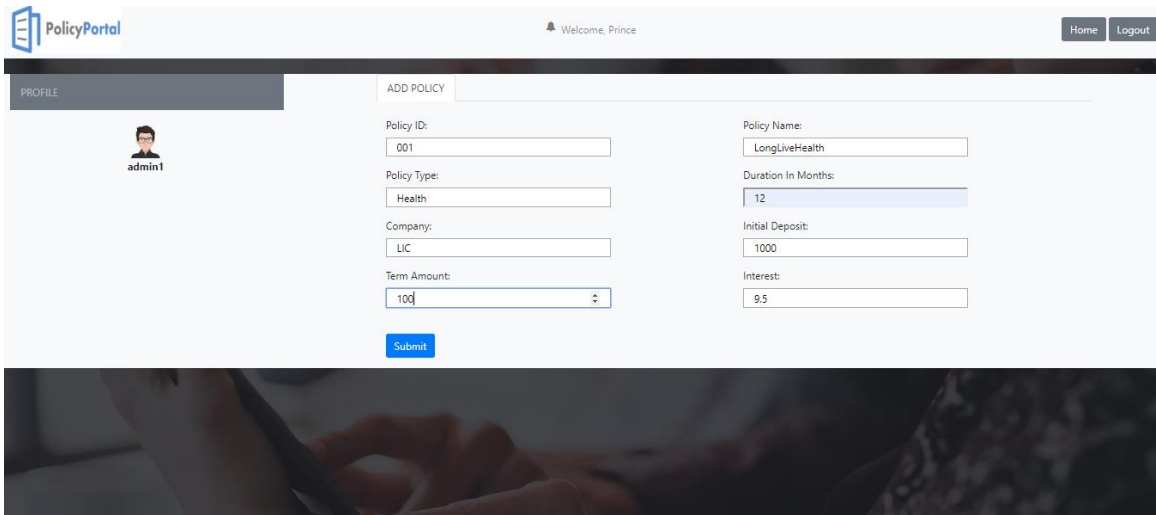 PolicyPortal
Welcome, Prince
Home
Logout
PROFILE
admin1
ADD POLICY
Policy ID:
Policy Name:
001
LongLiveHealth
Policy Type:
Duration In Months:
Health
12
Company:
Initial Deposit:
LIC
1000
Term Amount:
Interest:
100
9.5
Submit